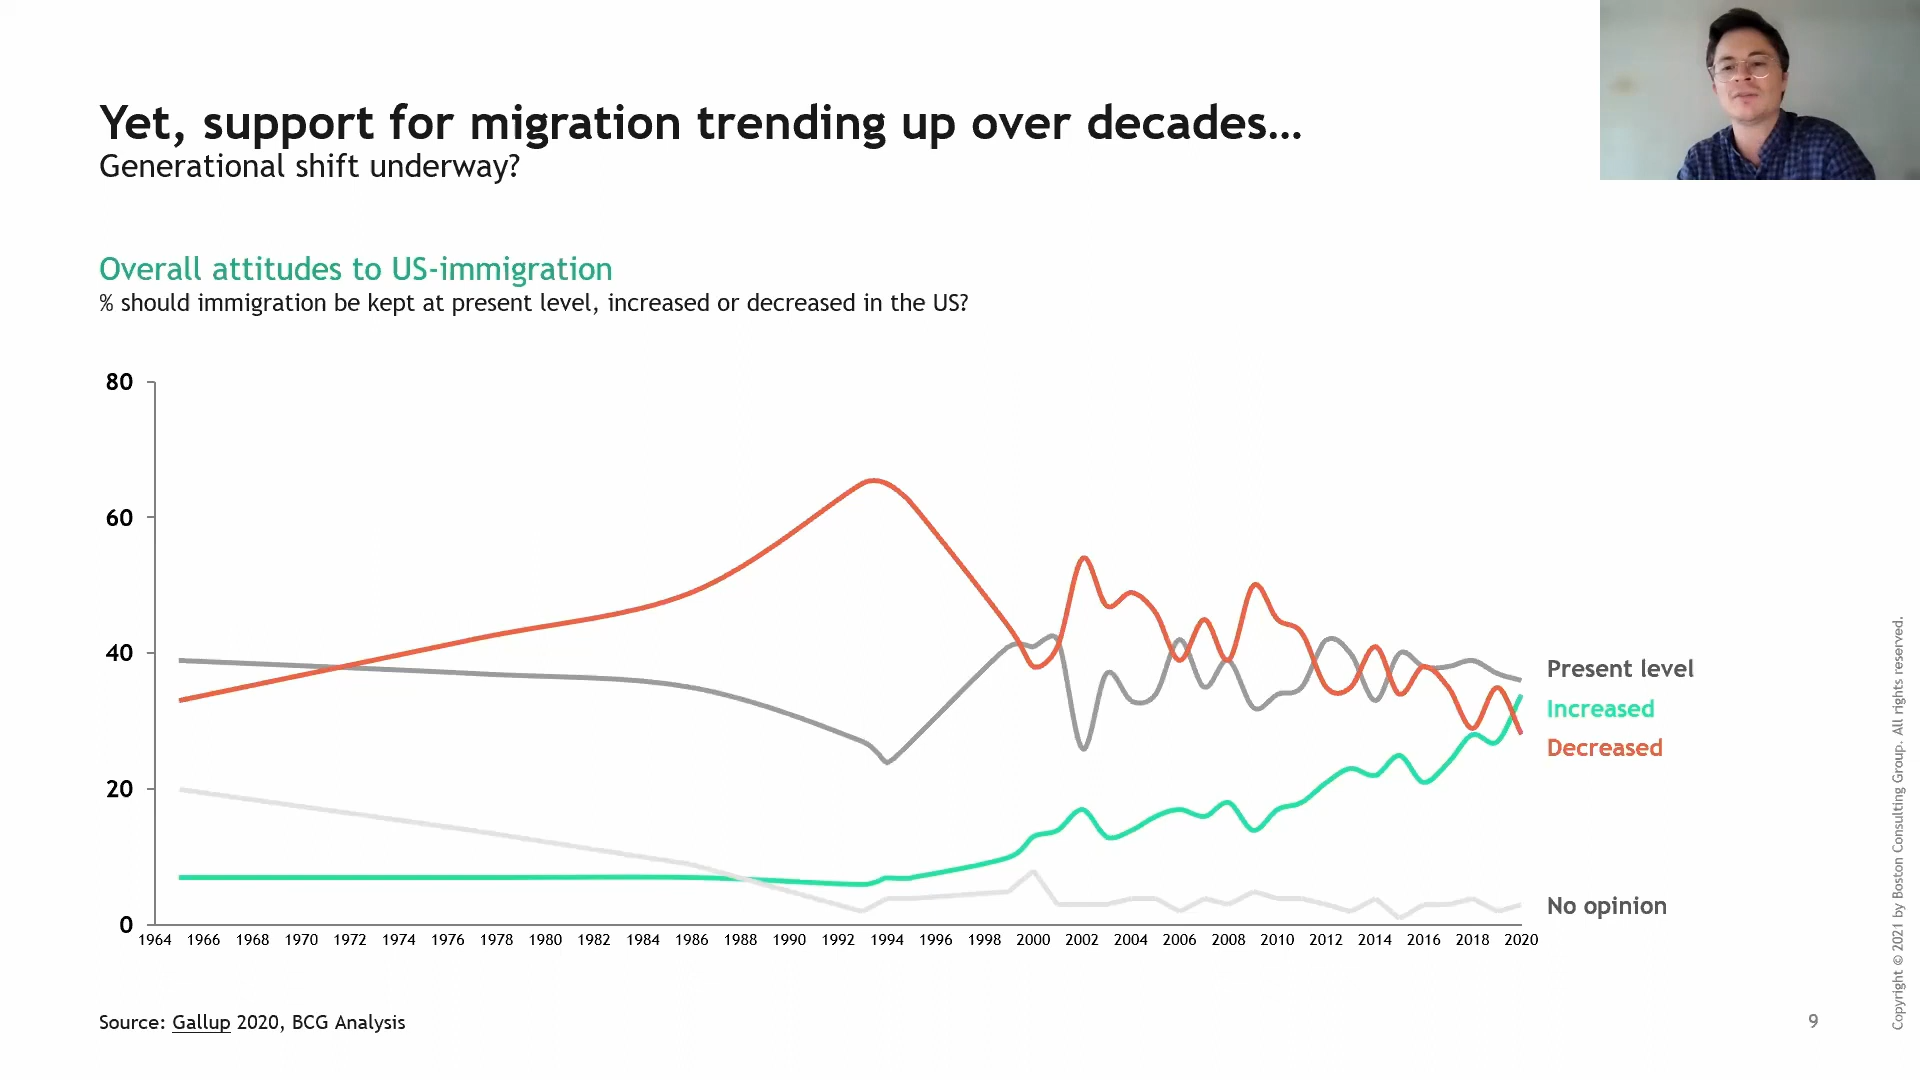 Yet, support for migration trending up over decades...
Generational shift underway?
Overall attitudes to US-immigration
% should immigration be kept at present level, increased or decreased in the US?
80
60
40
20
0
1964 1966 1968 1970 1972 1974 1976 1978 1980 1982 1984 1986 1988 1990 1992 1994 1996 1998 2000 2002 2004 2006 2008 2010 2012 2014 2016 2018 2020
Present level
Increased
Decreased
No opinion
Source: Gallup 2020, BCG Analysis
9
Copyright © 2021 by Boston Consulting Group. All rights reserved.